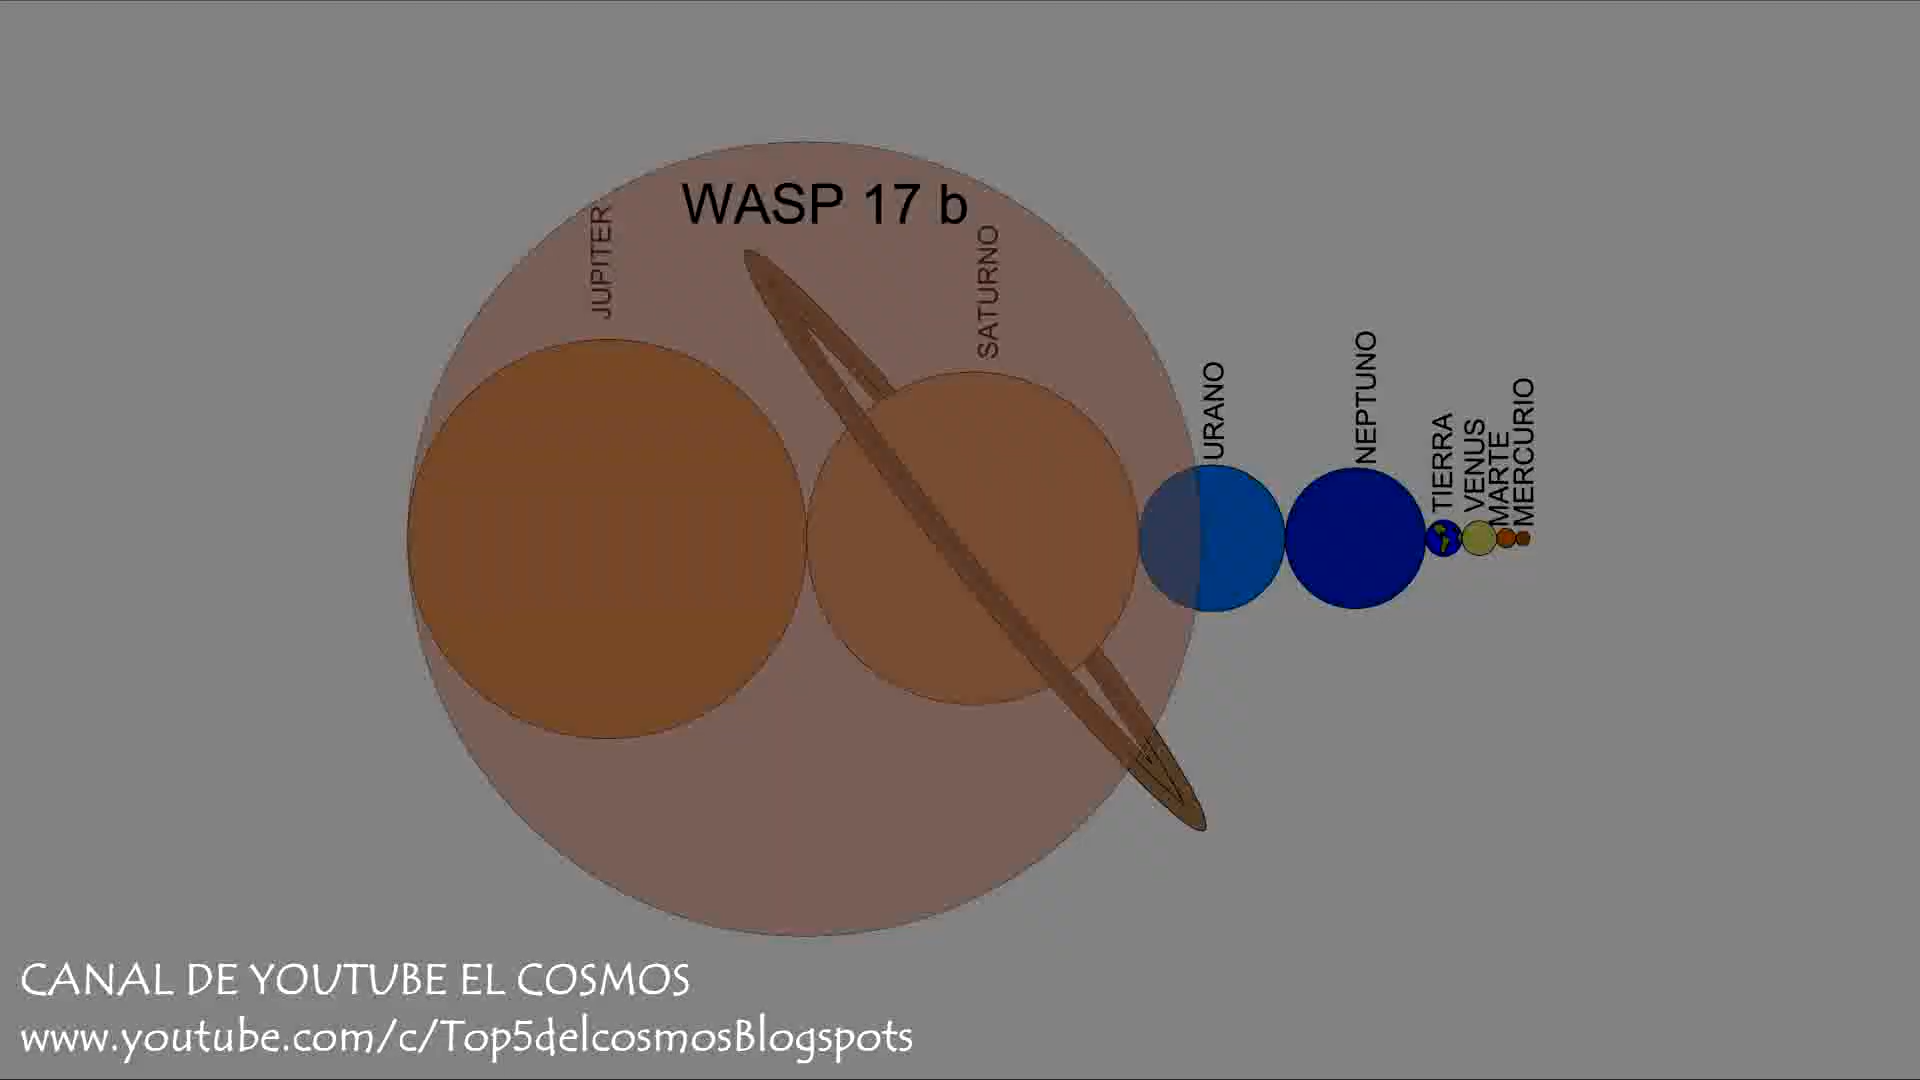 WASP 17 b
JUPITER
SATURNO
URANO
NEPTUNO
TIERRA
VENUS
MARTE
MERCURIO
CANAL DE YOUTUBE EL COSMOS
www.youtube.com/c/Top5delcosmosBlogspots